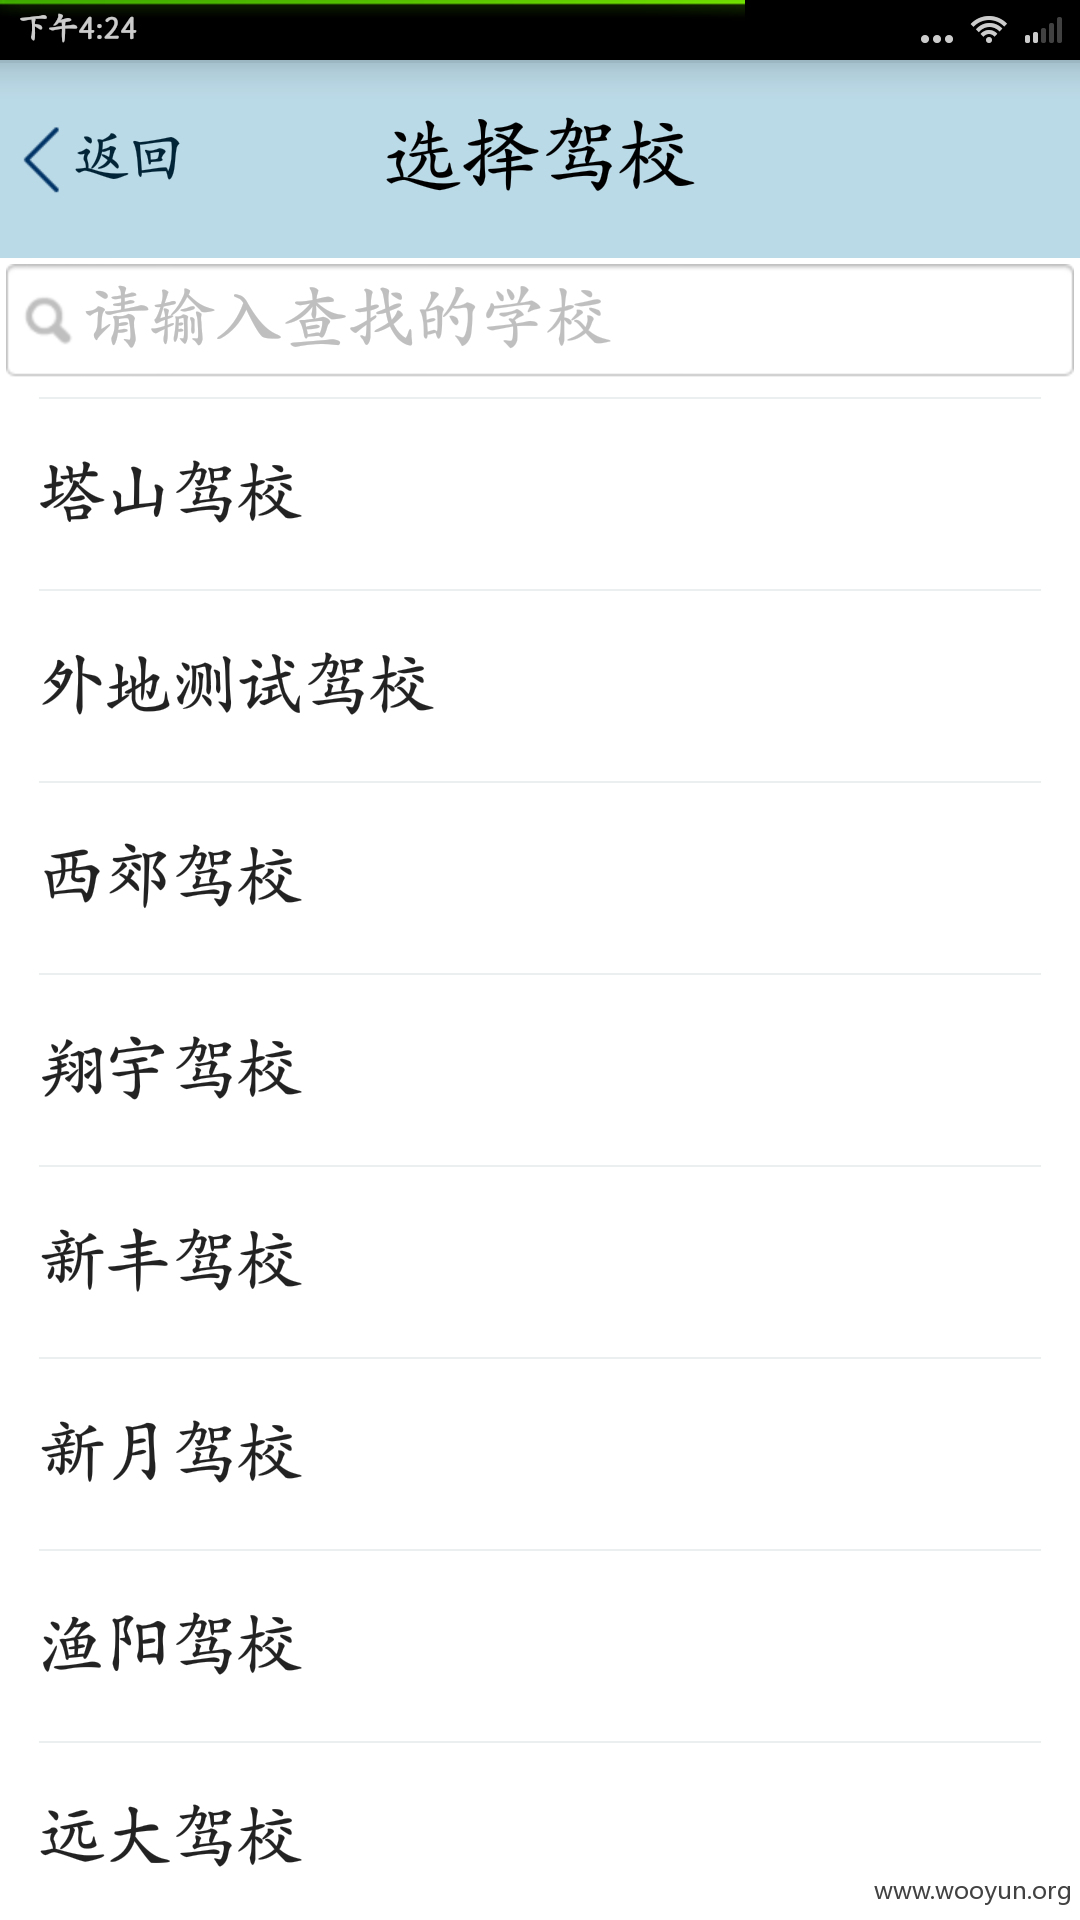 下午4:24
返回
选择驾校
请输入查找的学校
塔山驾校
外地测试驾校
西郊驾校
翔宇驾校
新丰驾校
新月驾校
渔阳驾校
远大驾校
www.wooyun.org